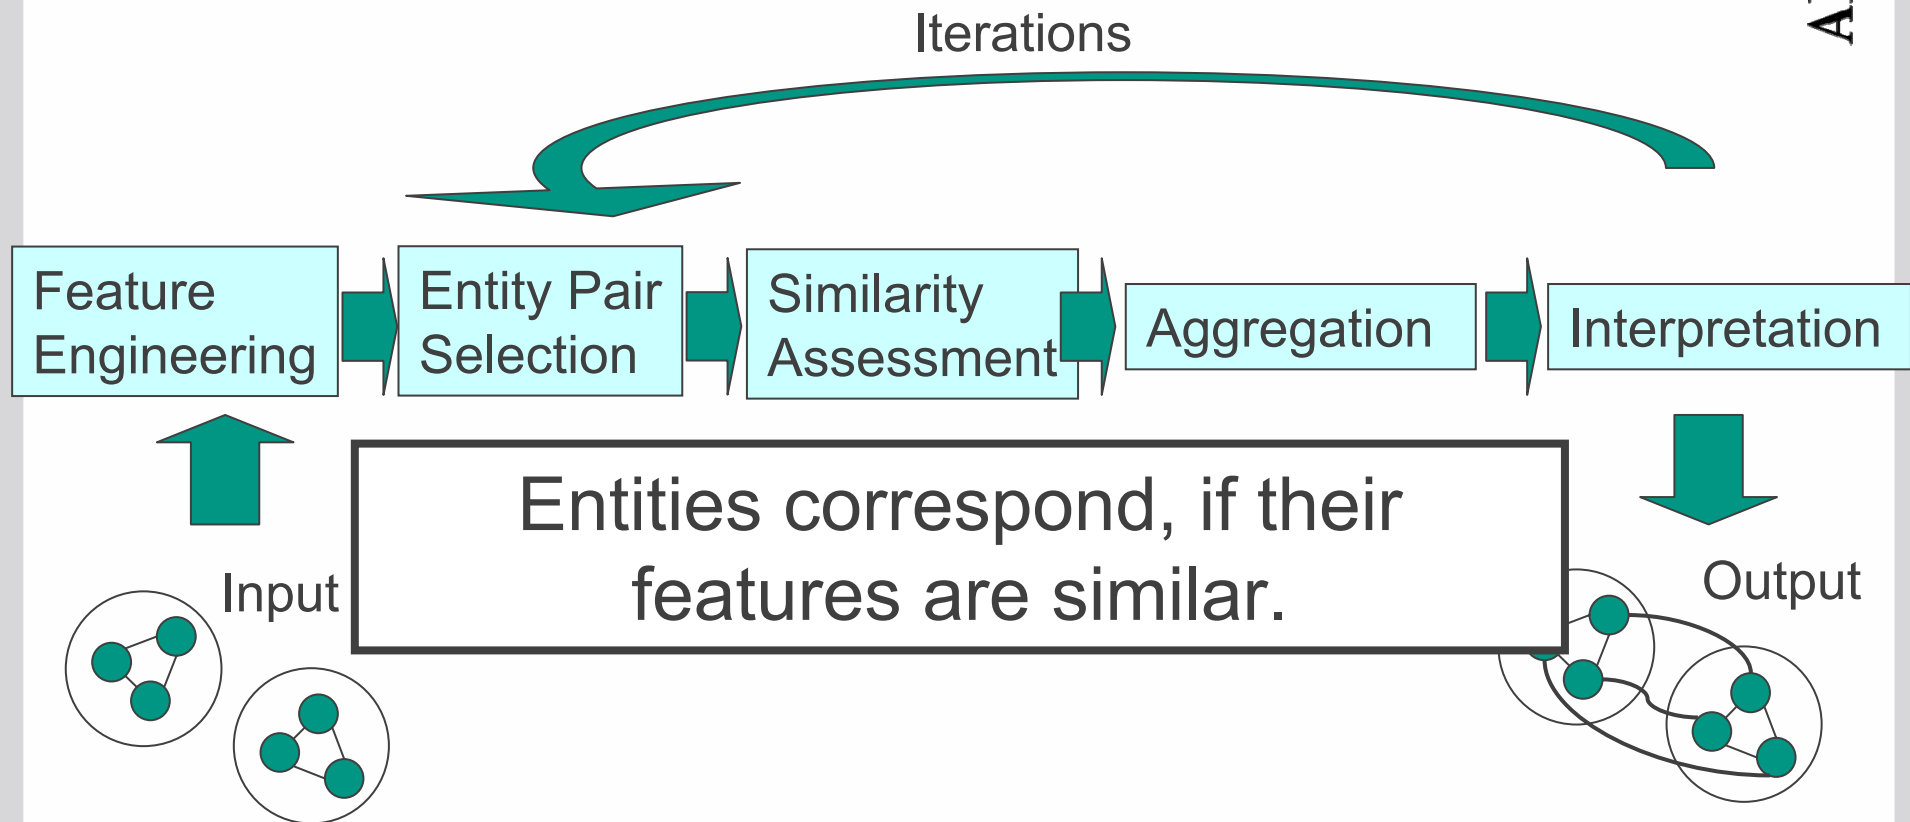 Iterations
Feature
Engineering
Entity Pair
Selection
Similarity
Assessment
Aggregation
Interpretation
Entities correspond, if their
features are similar.
Input
Output
A